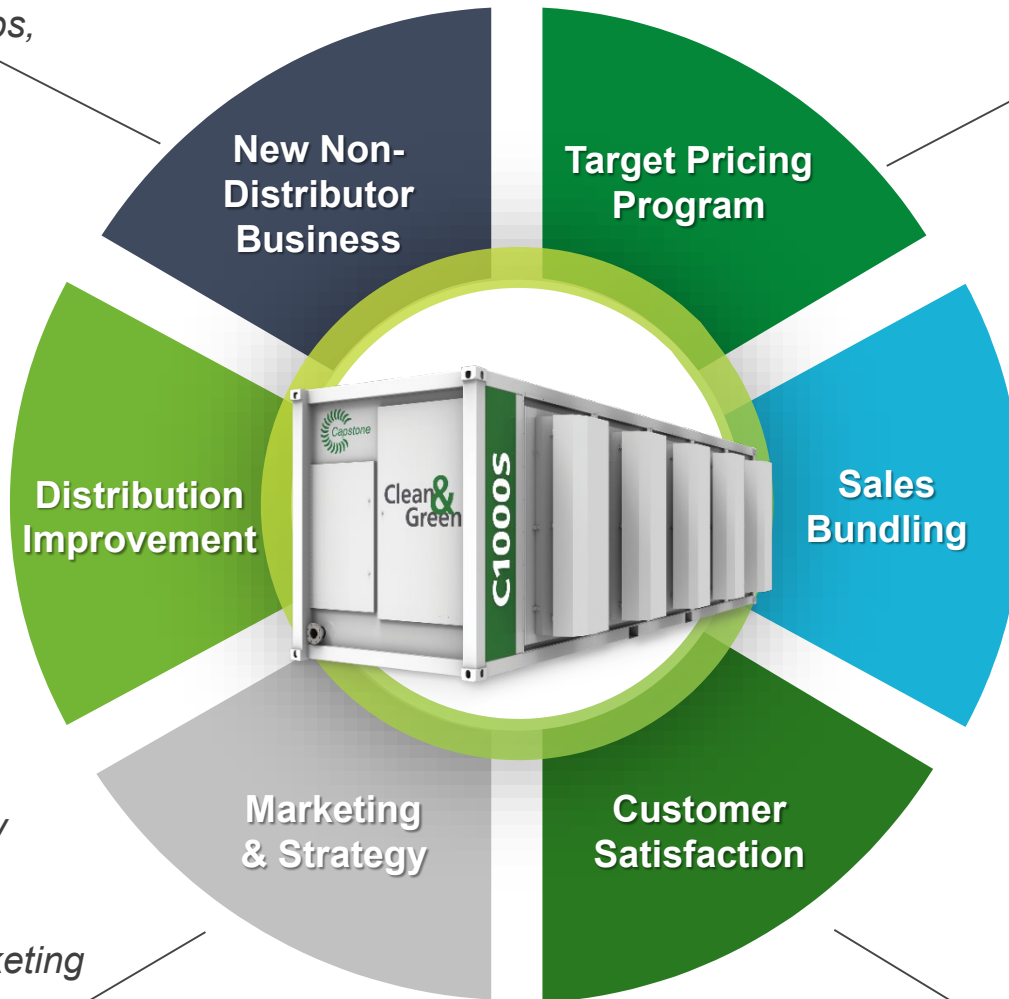 New Non-
Distributor
Business
Target Pricing
Program
Distribution
Improvement
Capstone
Clean&
Green
C1000S
Sales
Bundling
Marketing
& Strategy
Customer
Satisfaction